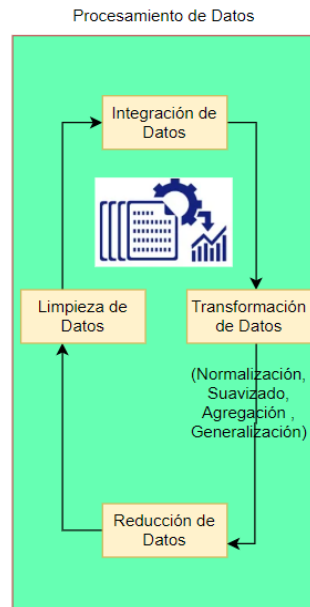 Procesamiento de Datos
Integración de
Datos
Limpieza de
Datos
Transformación
de Datos
(Normalización,
Suavizado,
Agregación ,
Generalización)
Reducción de
Datos